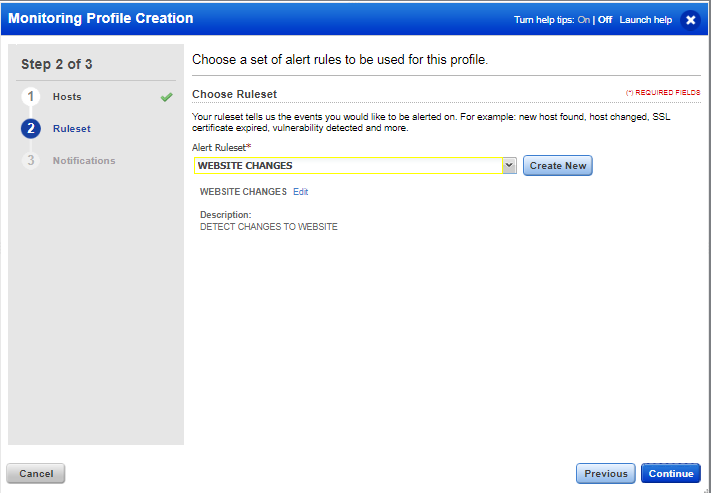 Monitoring Profile Creation
Turn help tips: On | Off Launch help
Step 2 of 3
1 Hosts
2 Ruleset
3 Notifications
Choose a set of alert rules to be used for this profile.
Choose Ruleset
(*) REQUIRED FIELDS
Your ruleset tells us the events you would like to be alerted on. For example: new host found, host changed, SSL
certificate expired, vulnerability detected and more.
Alert Ruleset*
WEBSITE CHANGES
Create New
WEBSITE CHANGES Edit
Description:
DETECT CHANGES TO WEBSITE
Cancel
Previous
Continue